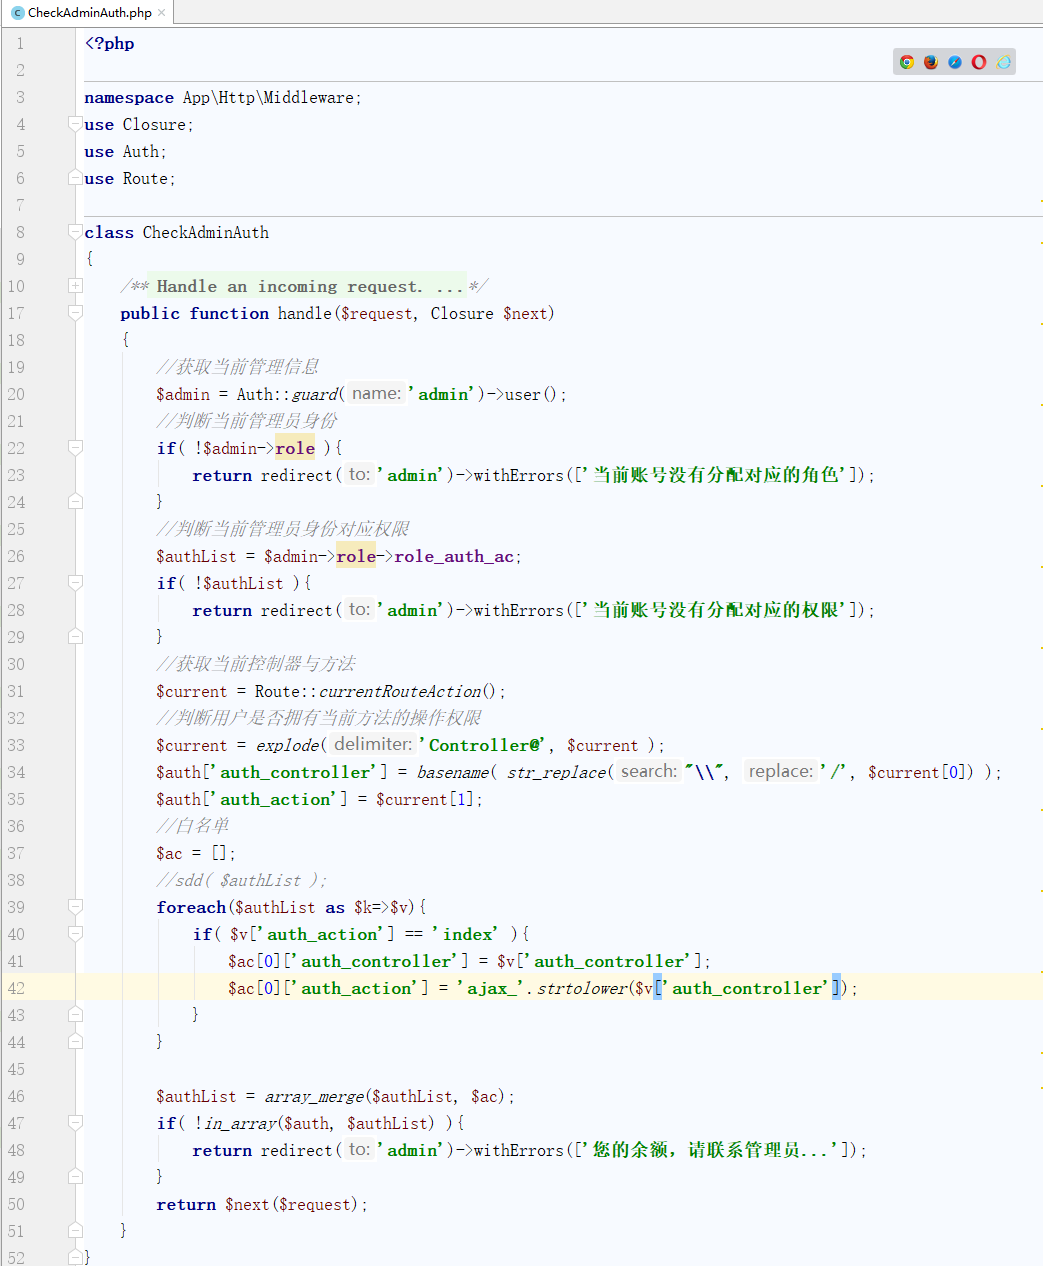 CheckAdminAuth.php
1 <?php
2
3 namespace App\Http\Middleware;
4 use Closure;
5 use Auth;
6 use Route;
7
8 class CheckAdminAuth
9 {
10 /** Handle an incoming request. ...*/
17 public function handle($request, Closure $next)
18 {
19 //获取当前管理信息
20 $admin = Auth::guard( name: 'admin')->user();
21 //判断当前管理员身份
22 if( !$admin->role ){
23 return redirect( to: 'admin')->withErrors(['当前账号没有分配对应的角色']);
24 }
25 //判断当前管理员身份对应权限
26 $authList = $admin->role->role_auth_ac;
27 if( !$authList ){
28 return redirect( to: 'admin')->withErrors(['当前账号没有分配对应的权限']);
29 }
30 //获取当前控制器与方法
31 $current = Route::currentRouteAction();
32 //判断用户是否拥有当前方法的操作权限
33 $current = explode( delimiter: 'Controller@', $current );
34 $auth['auth_controller'] = basename( str_replace( search: "\\", replace: '/', $current[0]) );
35 $auth['auth_action'] = $current[1];
36 //白名单
37 $ac = [];
38 //sdd( $authList );
39 foreach($authList as $k=>$v){
40 if( $v['auth_action'] == 'index' ){
41 $ac[0]['auth_controller'] = $v['auth_controller'];
42 $ac[0]['auth_action'] = 'ajax_'.strtolower($v['auth_controller']);
43 }
44 }
45
46 $authList = array_merge($authList, $ac);
47 if( !in_array($auth, $authList) ){
48 return redirect( to: 'admin')->withErrors(['您的余额，请联系管理员...']);
49 }
50 return $next($request);
51 }
52 }